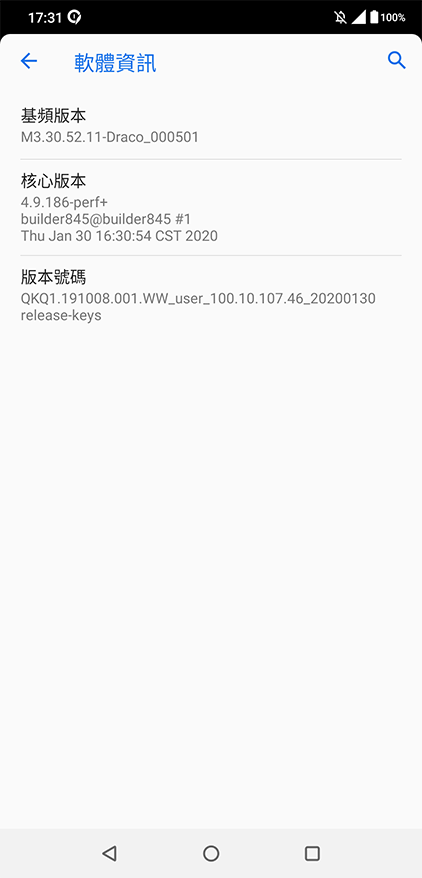 17:31
100%
軟體資訊
基頻版本
M3.30.52.11-Draco_000501
核心版本
4.9.186-perf+
builder845@builder845 #1
Thu Jan 30 16:30:54 CST 2020
版本號碼
QKQ1.191008.001.WW_user_100.10.107.46_20200130
release-keys